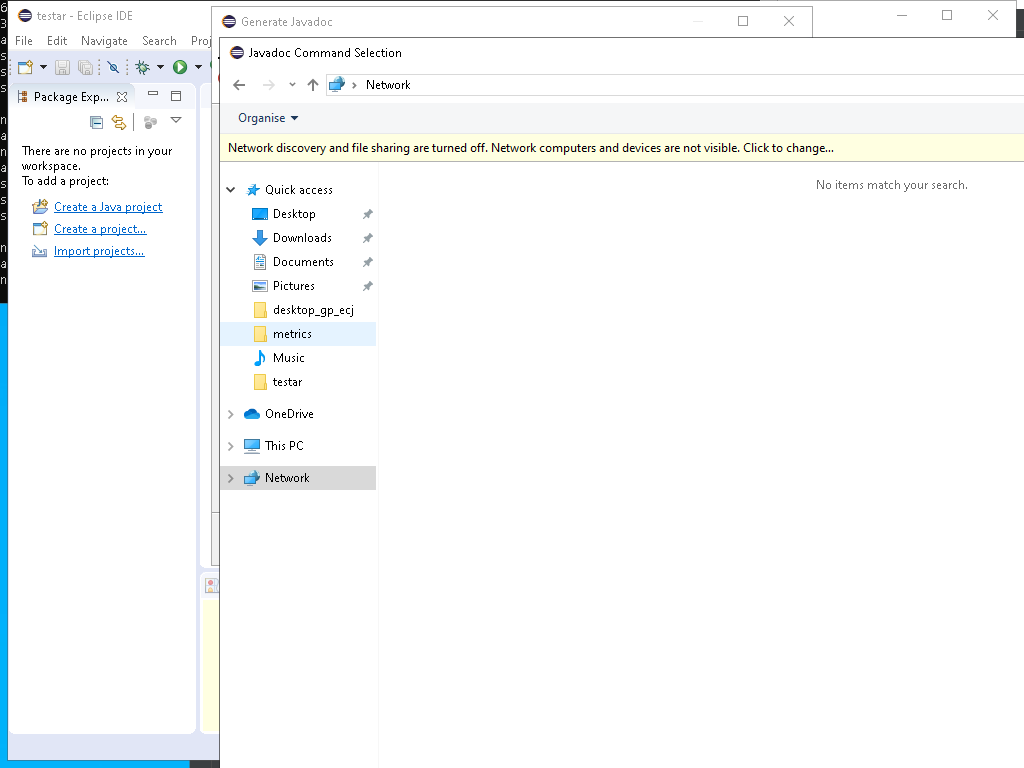 testar - Eclipse IDE
File Edit Navigate Search Proj
Package Exp...
There are no projects in your
workspace.
To add a project:
Create a Java project
Create a project...
Import projects...
Generate Javadoc
Javadoc Command Selection
Network
Organise
Network discovery and file sharing are turned off. Network computers and devices are not visible. Click to change...
Quick access
Desktop
Downloads
Documents
Pictures
desktop_gp_ecj
metrics
Music
testar
OneDrive
This PC
Network
No items match your search.